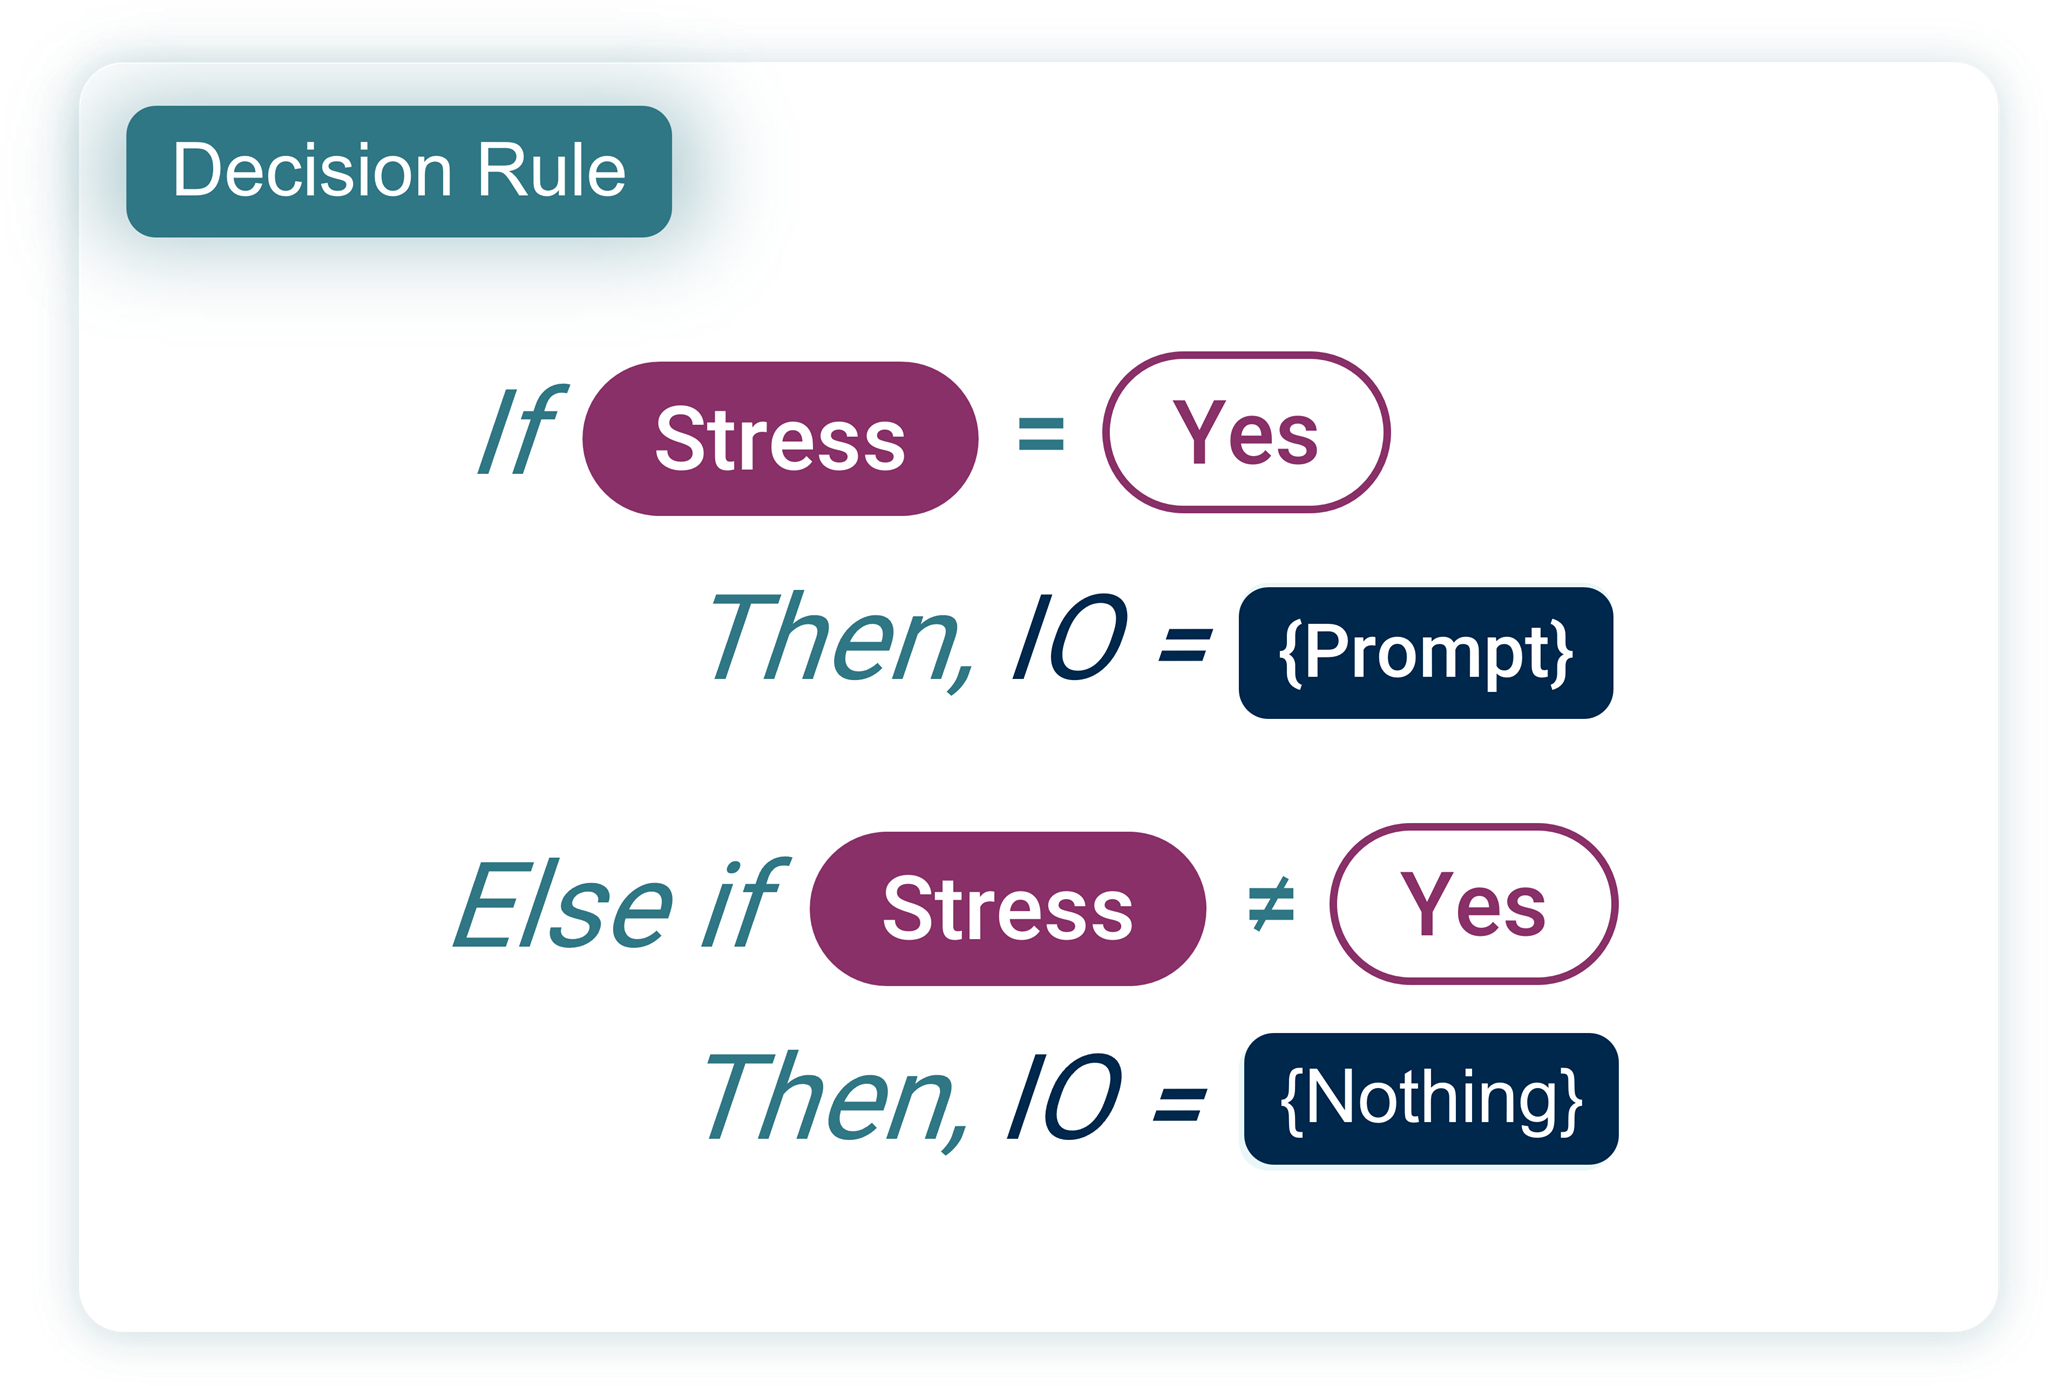 Decision Rule
If Stress = Yes
Then, IO = {Prompt}
Else if Stress ≠ Yes
Then, IO = {Nothing}